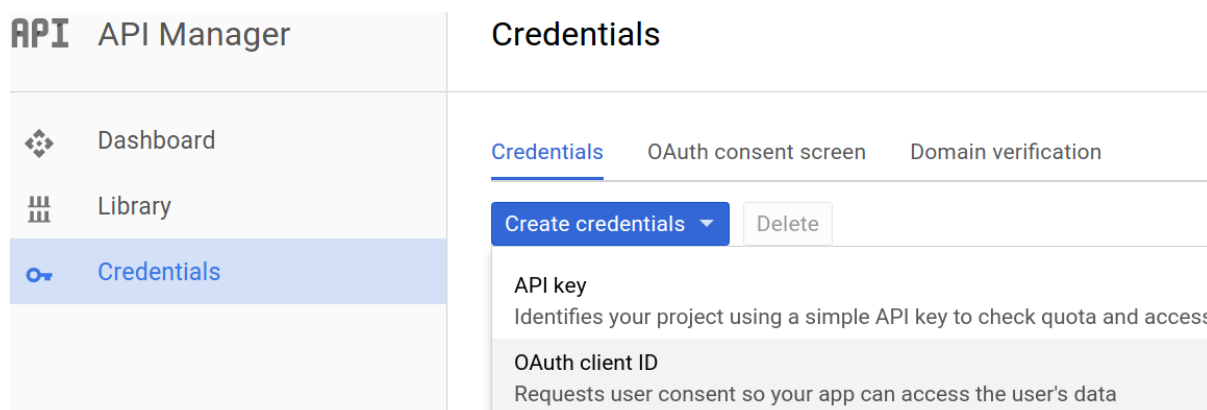 API API Manager
Credentials
Dashboard
Library
Credentials
Credentials OAuth consent screen Domain verification
Create credentials Delete
API key
Identifies your project using a simple API key to check quota and access
OAuth client ID
Requests user consent so your app can access the user's data